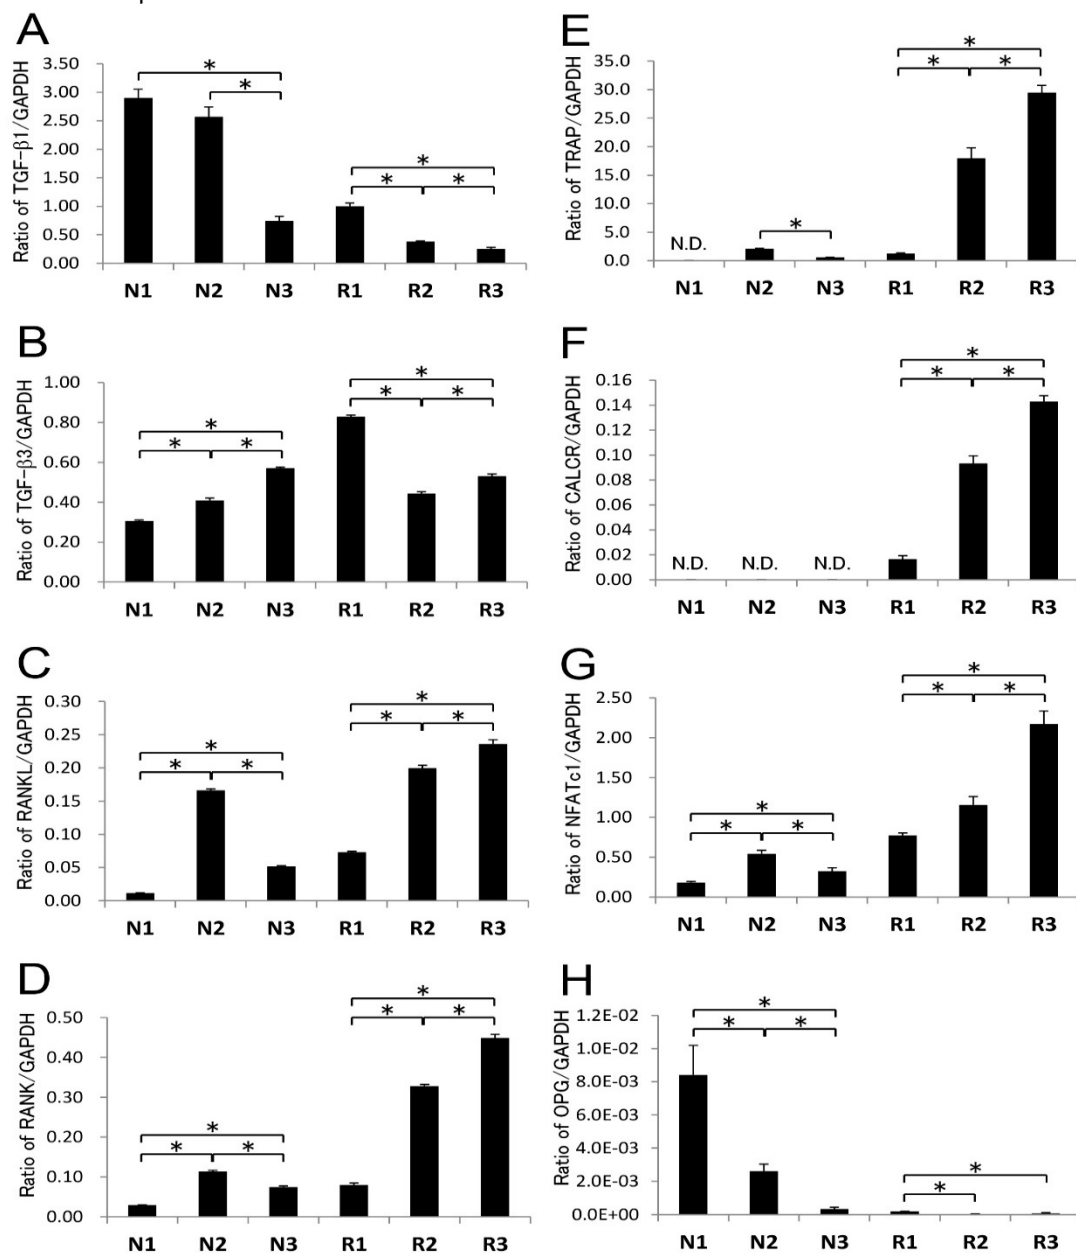 A
Ratio of TGF-β1/GAPDH
3.50
3.00
2.50
2.00
1.50
1.00
0.50
0.00
*
*
*
*
*
N1 N2 N3 R1 R2 R3
B
Ratio of TGF-β3/GAPDH
1.00
0.80
0.60
0.40
0.20
0.00
*
* *
*
* *
N1 N2 N3 R1 R2 R3
C
Ratio of RANKL/GAPDH
0.30
0.25
0.20
0.15
0.10
0.05
0.00
*
* *
*
* *
N1 N2 N3 R1 R2 R3
D
Ratio of RANK/GAPDH
0.50
0.40
0.30
0.20
0.10
0.00
*
* *
*
* *
N1 N2 N3 R1 R2 R3
E
Ratio of TRAP/GAPDH
35.0
30.0
25.0
20.0
15.0
10.0
5.0
0.0
N.D.
*
*
* *
N1 N2 N3 R1 R2 R3
F
Ratio of CALCR/GAPDH
0.16
0.14
0.12
0.10
0.08
0.06
0.04
0.02
0.00
N.D. N.D. N.D.
*
* *
N1 N2 N3 R1 R2 R3
G
Ratio of NFATc1/GAPDH
2.50
2.00
1.50
1.00
0.50
0.00
*
* *
*
* *
N1 N2 N3 R1 R2 R3
H
Ratio of OPG/GAPDH
1.2E-02
1.0E-02
8.0E-03
6.0E-03
4.0E-03
2.0E-03
0.0E+00
*
* *
*
*
N1 N2 N3 R1 R2 R3